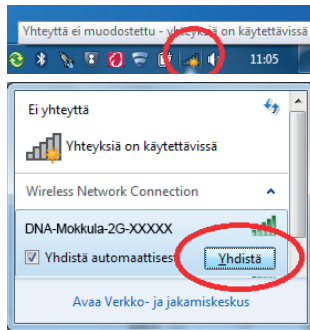 Yhteyttä ei muodostettu - yhteyksiä on käytettävissä
11:05
Ei yhteyttä
Yhteyksiä on käytettävissä
Wireless Network Connection
DNA-Mokkula-2G-XXXXX
Yhdistä automaattises
Yhdistä
Avaa Verkko- ja jakamiskeskus